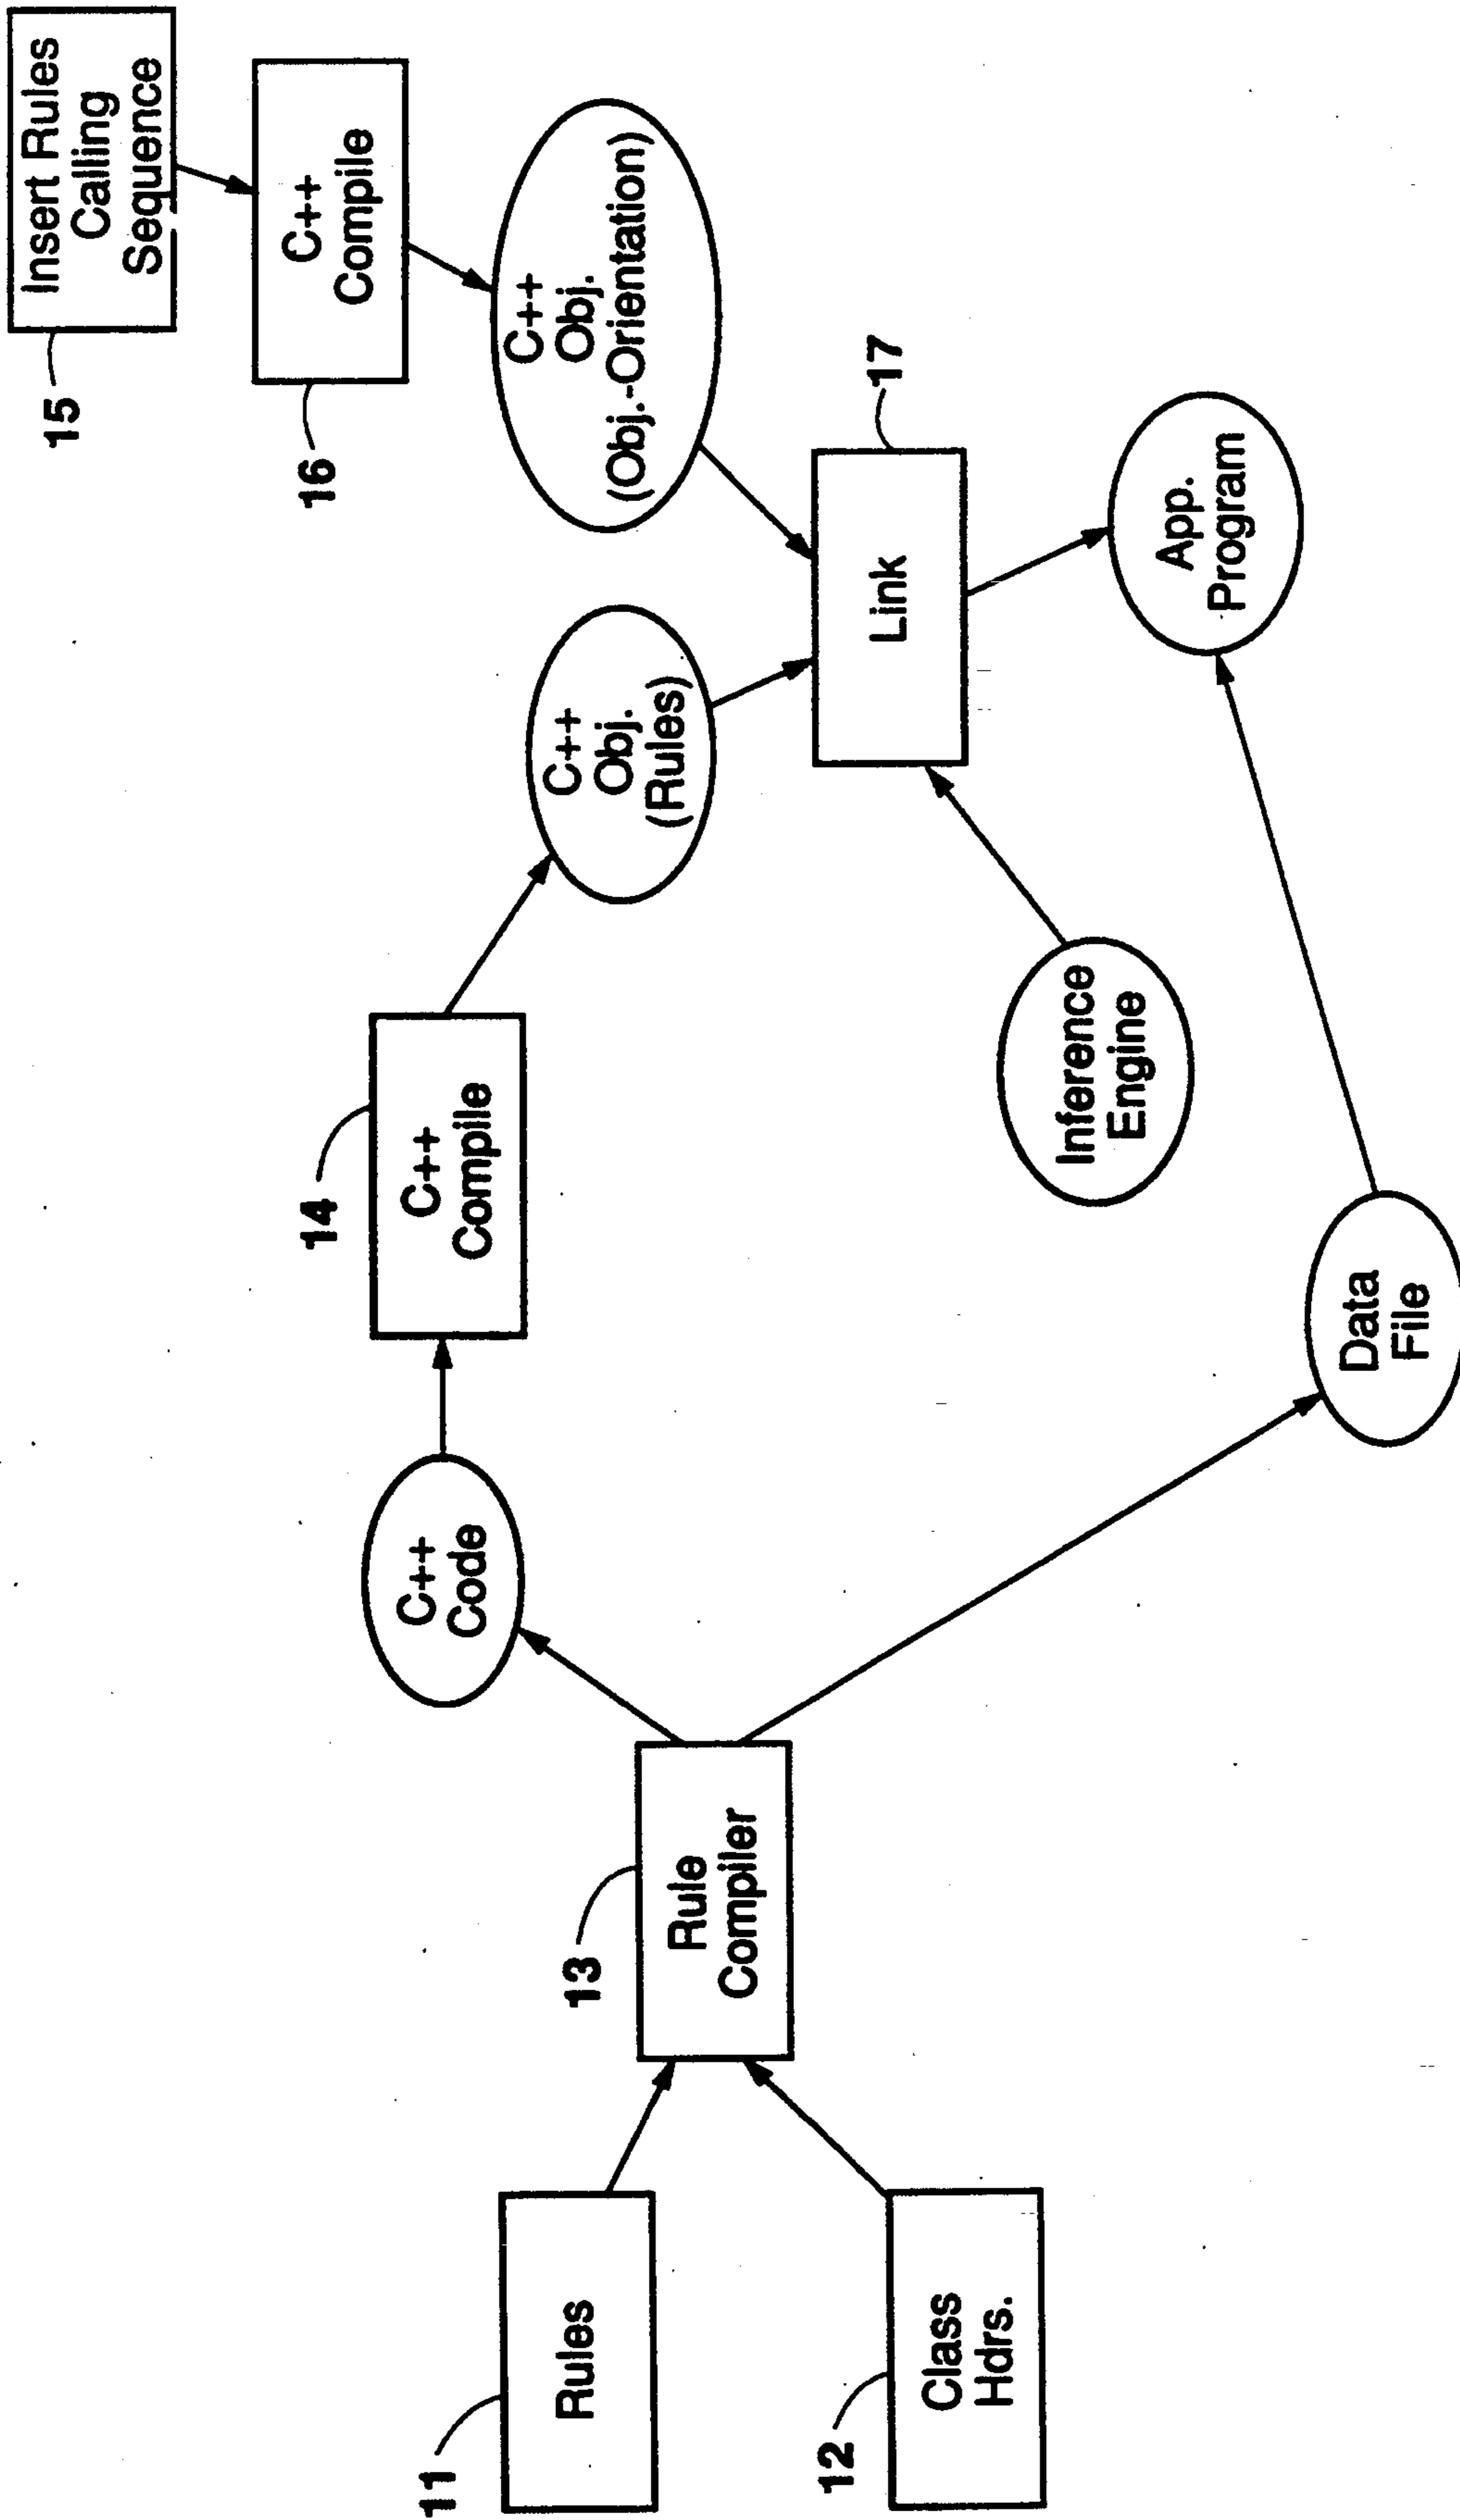 11
Rules
12
Class
Hdrs.
13
Rule
Compiler
C++
Code
14
C++
Compile
Data
File
Inference
Engine
C++
Obj.
(Rules)
15
Insert Rules
Calling
Sequence
16
C++
Compile
C++
Obj.
(Obj.-Orientation)
17
Link
App.
Program